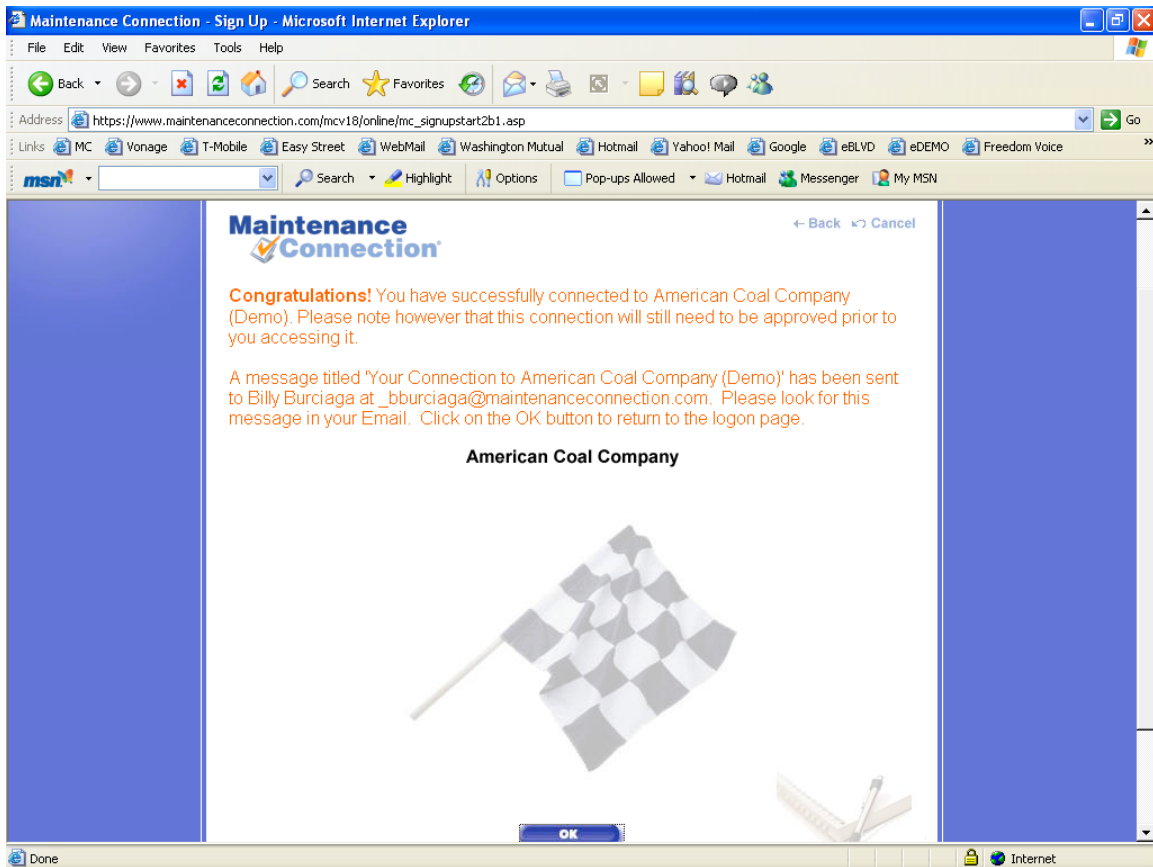 Maintenance Connection - Sign Up - Microsoft Internet Explorer
File Edit View Favorites Tools Help
Back Search Favorites
Address https://www.maintenanceconnection.com/mcv18/online/mc_signupstart2b1.asp Go
Links MC Vonage T-Mobile Easy Street WebMail Washington Mutual Hotmail Yahoo! Mail Google eBLVD eDEMO Freedom Voice »
msn Search Highlight Options Pop-ups Allowed Hotmail Messenger My MSN
Maintenance
Connection
Back Cancel
Congratulations! You have successfully connected to American Coal Company
(Demo). Please note however that this connection will still need to be approved prior to
you accessing it.
A message titled 'Your Connection to American Coal Company (Demo)' has been sent
to Billy Burciaga at _bburciaga@maintenanceconnection.com. Please look for this
message in your Email. Click on the OK button to return to the logon page.
American Coal Company
OK
Done Internet